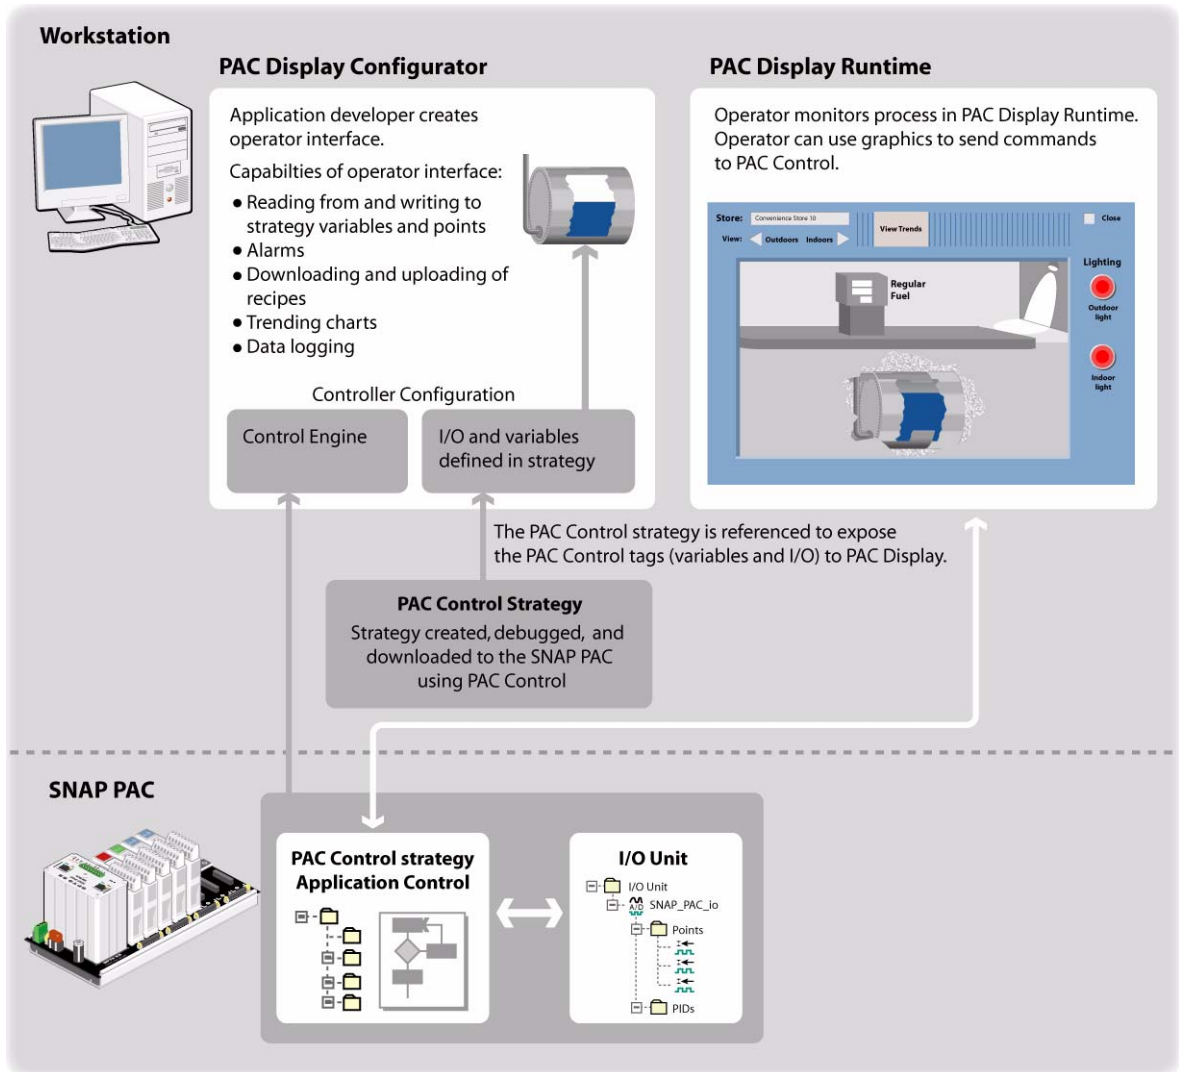 Workstation
PAC Display Configurator
Application developer creates
operator interface.
Capabilties of operator interface:
● Reading from and writing to
strategy variables and points
● Alarms
● Downloading and uploading of
recipes
● Trending charts
● Data logging
Controller Configuration
Control Engine
I/O and variables
defined in strategy
PAC Display Runtime
Operator monitors process in PAC Display Runtime.
Operator can use graphics to send commands
to PAC Control.
Store: Convenience Store 10
View: Outdoors Indoors
View Trends
Close
Regular
Fuel
Lighting
Outdoor
light
Indoor
light
The PAC Control strategy is referenced to expose
the PAC Control tags (variables and I/O) to PAC Display.
PAC Control Strategy
Strategy created, debugged, and
downloaded to the SNAP PAC
using PAC Control
SNAP PAC
PAC Control strategy
Application Control
I/O Unit
I/O Unit
A/D SNAP_PAC_io
Points
PIDs